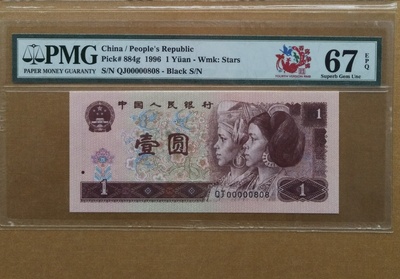 PMG
PAPER MONEY GUARANTY
China / People's Republic
Pick# 884g 1996 1 Yüan - Wmk: Stars
S/N QJ00000808 - Black S/N
67 EPQ
Superb Gem Unc
中国人民银行
1
壹圆
1
QJ00000808
1